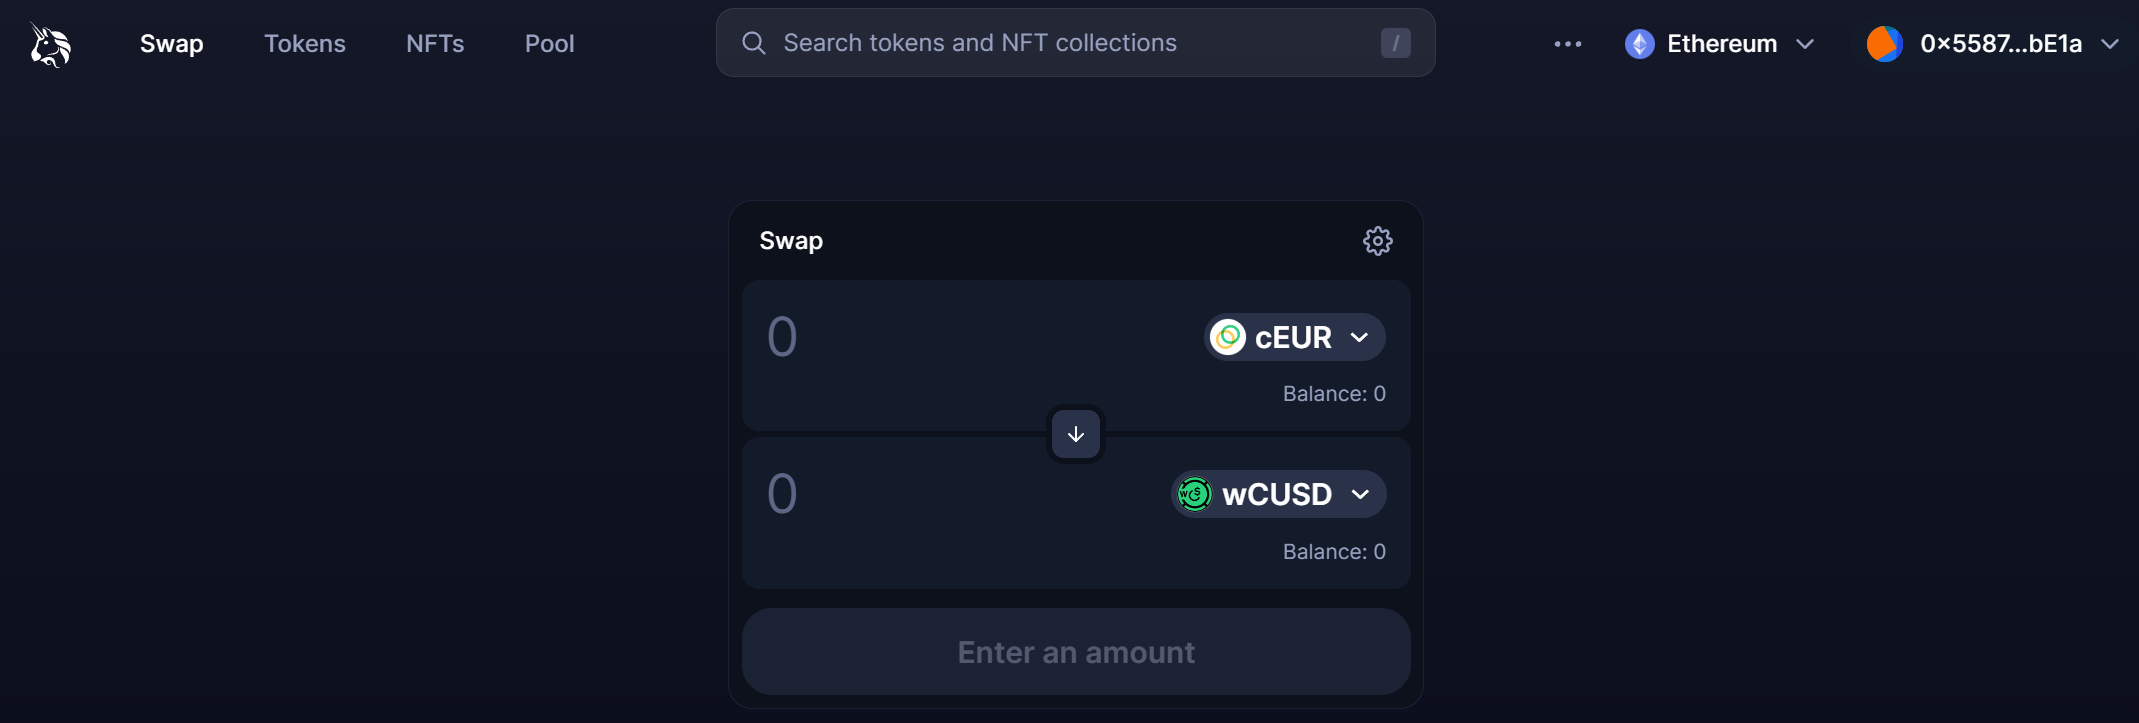 Swap Tokens NFTs Pool Search tokens and NFT collections / Ethereum 0x5587...bE1a
Swap
0 cEUR
Balance: 0
0 wCUSD
Balance: 0
Enter an amount